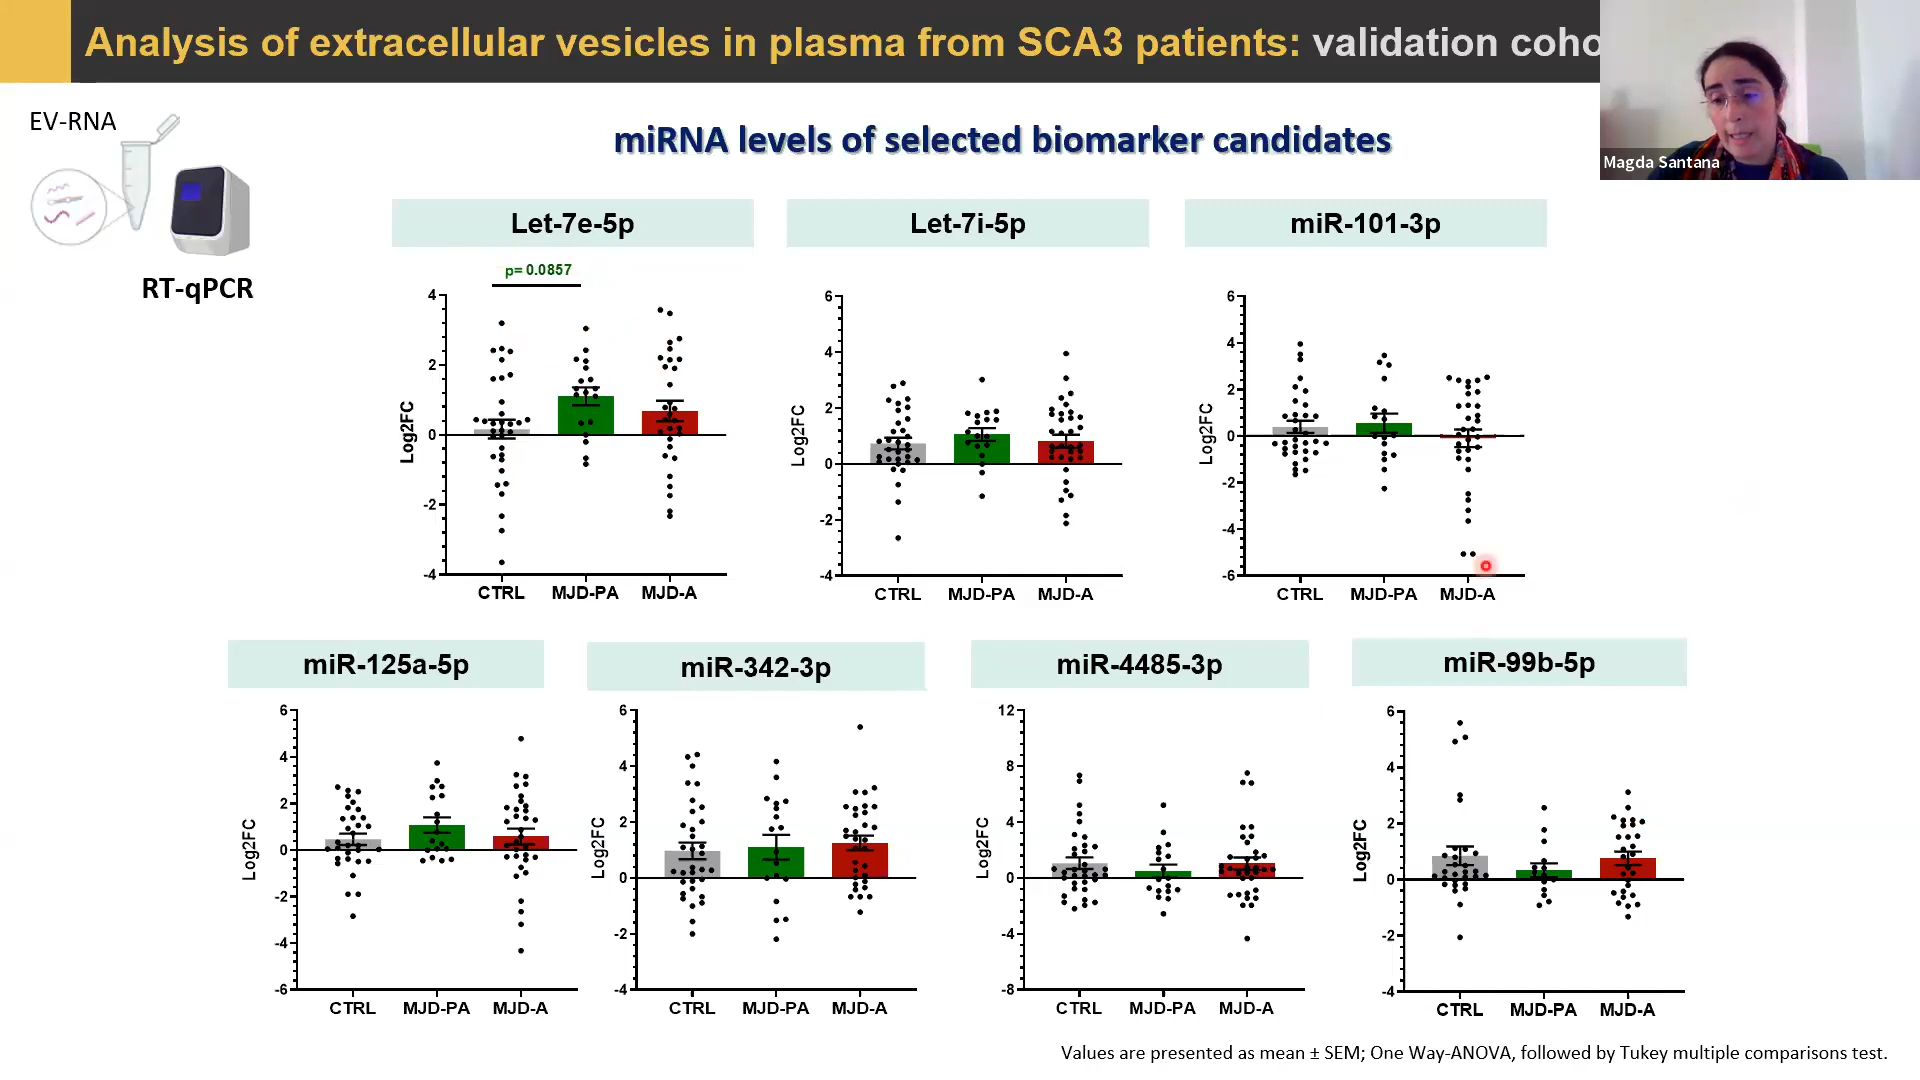 Analysis of extracellular vesicles in plasma from SCA3 patients: validation coho
Magda Santana
EV-RNA
RT-qPCR
miRNA levels of selected biomarker candidates
Let-7e-5p
p= 0.0857
4
2
0
-2
-4
Log2FC
CTRL MJD-PA MJD-A
Let-7i-5p
6
4
2
0
-2
-4
Log2FC
CTRL MJD-PA MJD-A
miR-101-3p
6
4
2
0
-2
-4
-6
Log2FC
CTRL MJD-PA MJD-A
miR-125a-5p
6
4
2
0
-2
-4
-6
Log2FC
CTRL MJD-PA MJD-A
miR-342-3p
6
4
2
0
-2
-4
Log2FC
CTRL MJD-PA MJD-A
miR-4485-3p
12
8
4
0
-4
-8
Log2FC
CTRL MJD-PA MJD-A
miR-99b-5p
6
4
2
0
-2
-4
Log2FC
CTRL MJD-PA MJD-A
Values are presented as mean ± SEM; One Way-ANOVA, followed by Tukey multiple comparisons test.